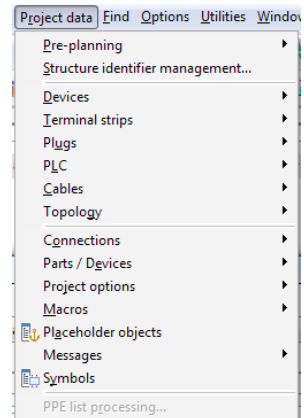 Project data Find Options Utilities Window
Pre-planning
Structure identifier management...
Devices
Terminal strips
Plugs
PLC
Cables
Topology
Connections
Parts / Devices
Project options
Macros
Placeholder objects
Messages
Symbols
PPE list processing...